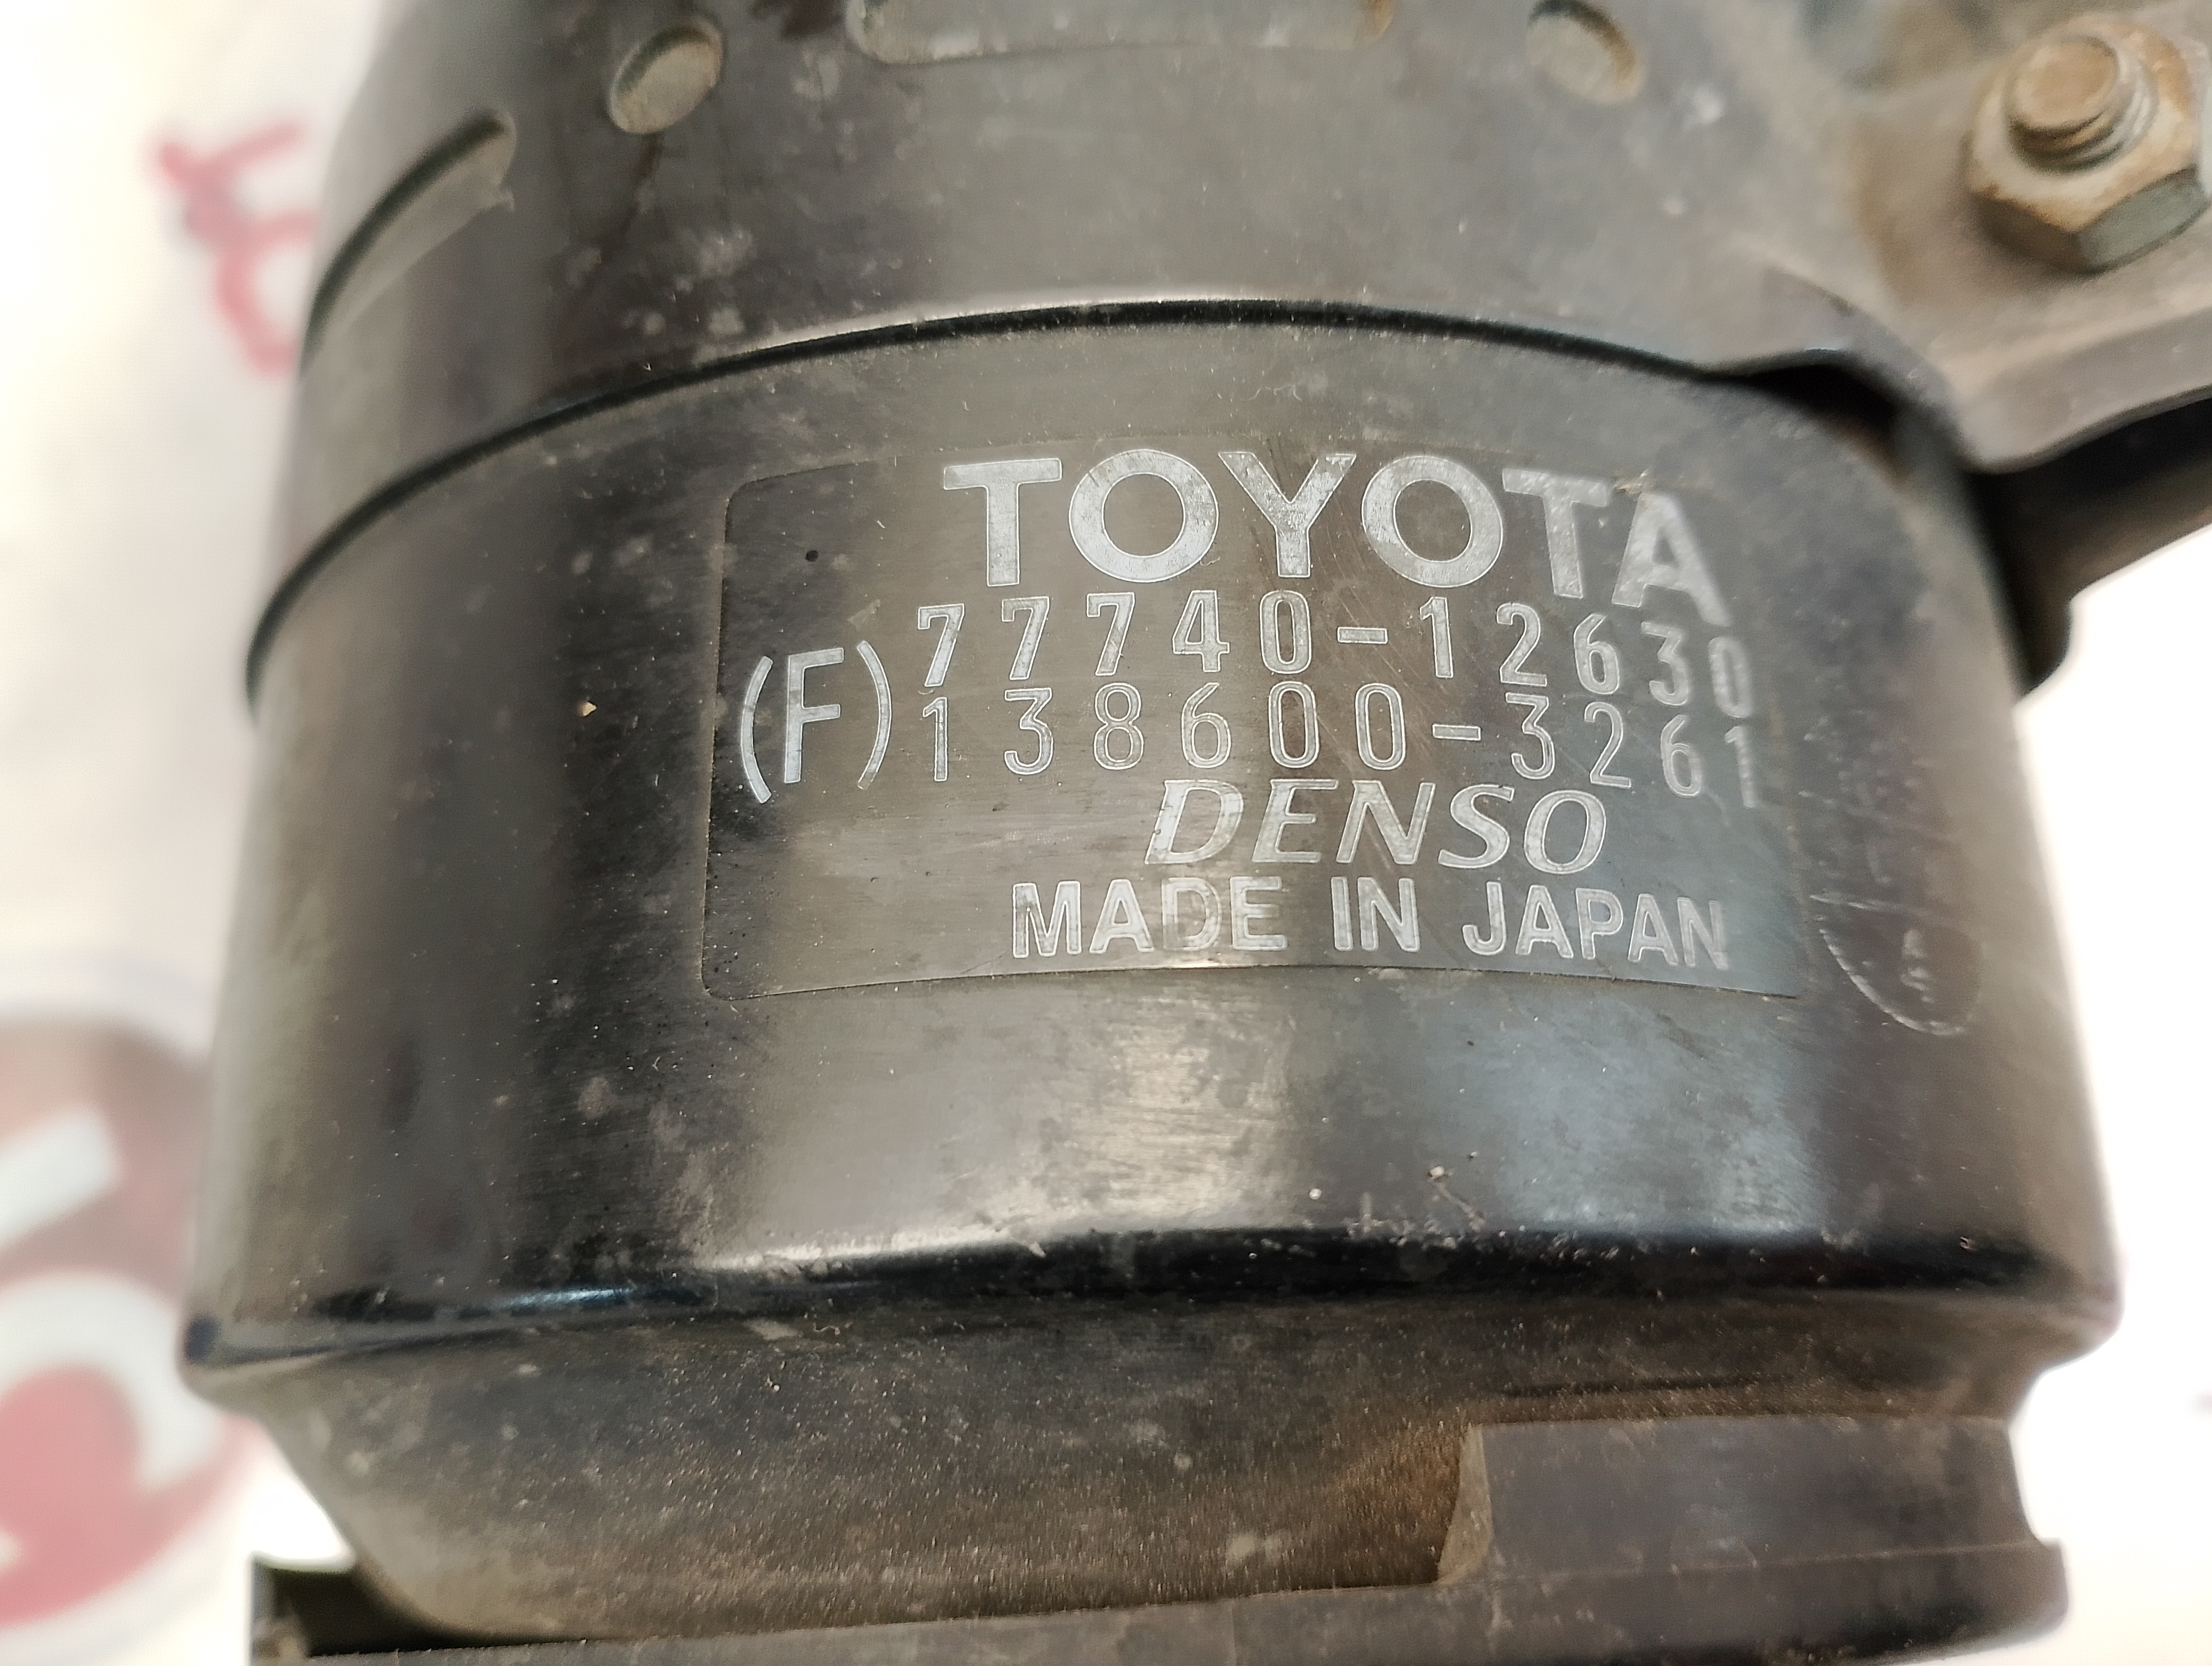 TOYOTA
77740-12630
(F) 138600-3261
DENSO
MADE IN JAPAN